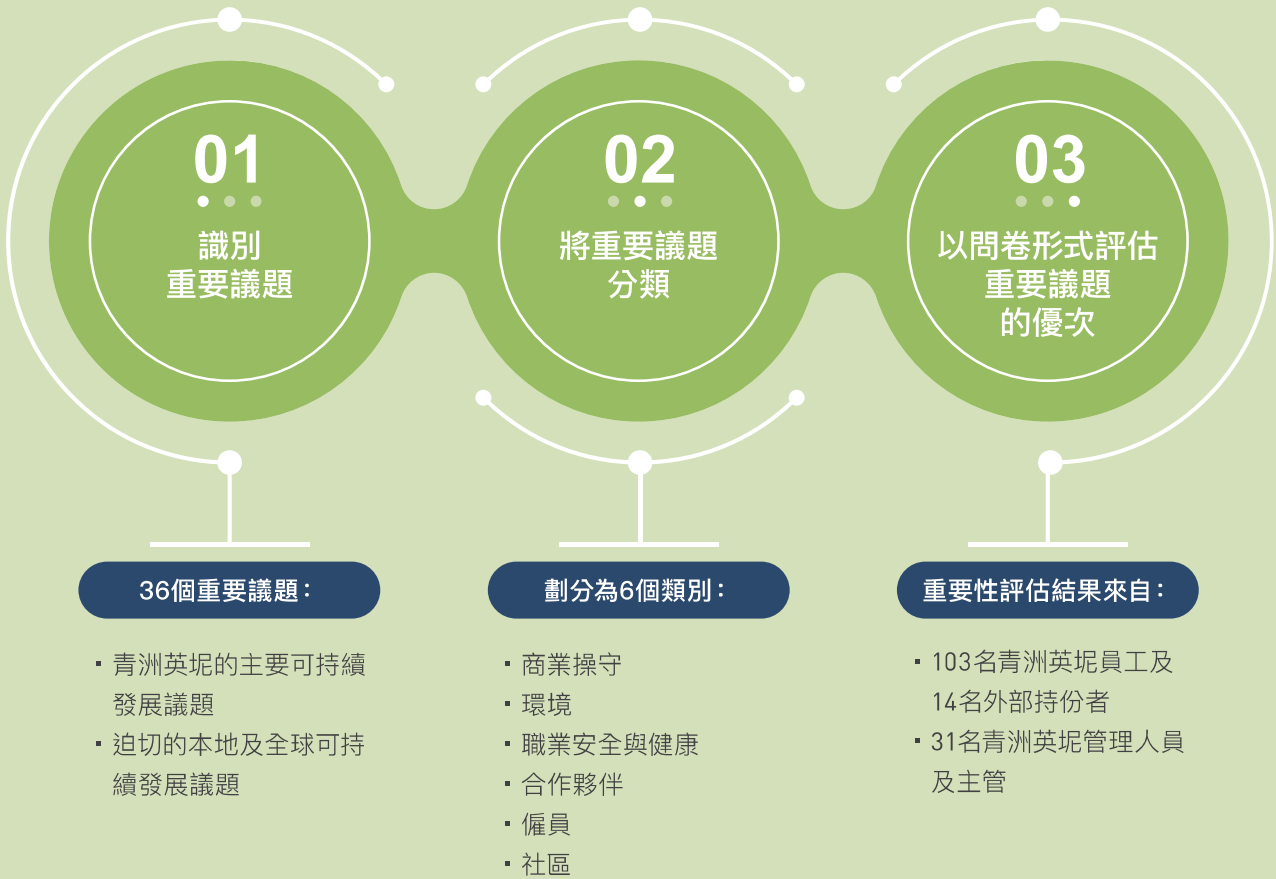 01
識別
重要議題
36個重要議題：
▪ 青洲英坭的主要可持續
發展議題
▪ 迫切的本地及全球可持
續發展議題
02
將重要議題
分類
劃分為6個類別：
▪ 商業操守
▪ 環境
▪ 職業安全與健康
▪ 合作夥伴
▪ 僱員
▪ 社區
03
以問卷形式評估
重要議題
的優次
重要性評估結果來自：
▪ 103名青洲英坭員工及
14名外部持份者
▪ 31名青洲英坭管理人員
及主管